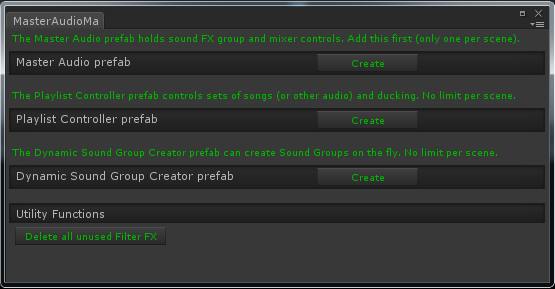 MasterAudioMa
The Master Audio prefab holds sound FX group and mixer controls. Add this first (only one per scene).
Master Audio prefab Create
The Playlist Controller prefab controls sets of songs (or other audio) and ducking. No limit per scene.
Playlist Controller prefab Create
The Dynamic Sound Group Creator prefab can create Sound Groups on the fly. No limit per scene.
Dynamic Sound Group Creator prefab Create
Utility Functions
Delete all unused Filter FX